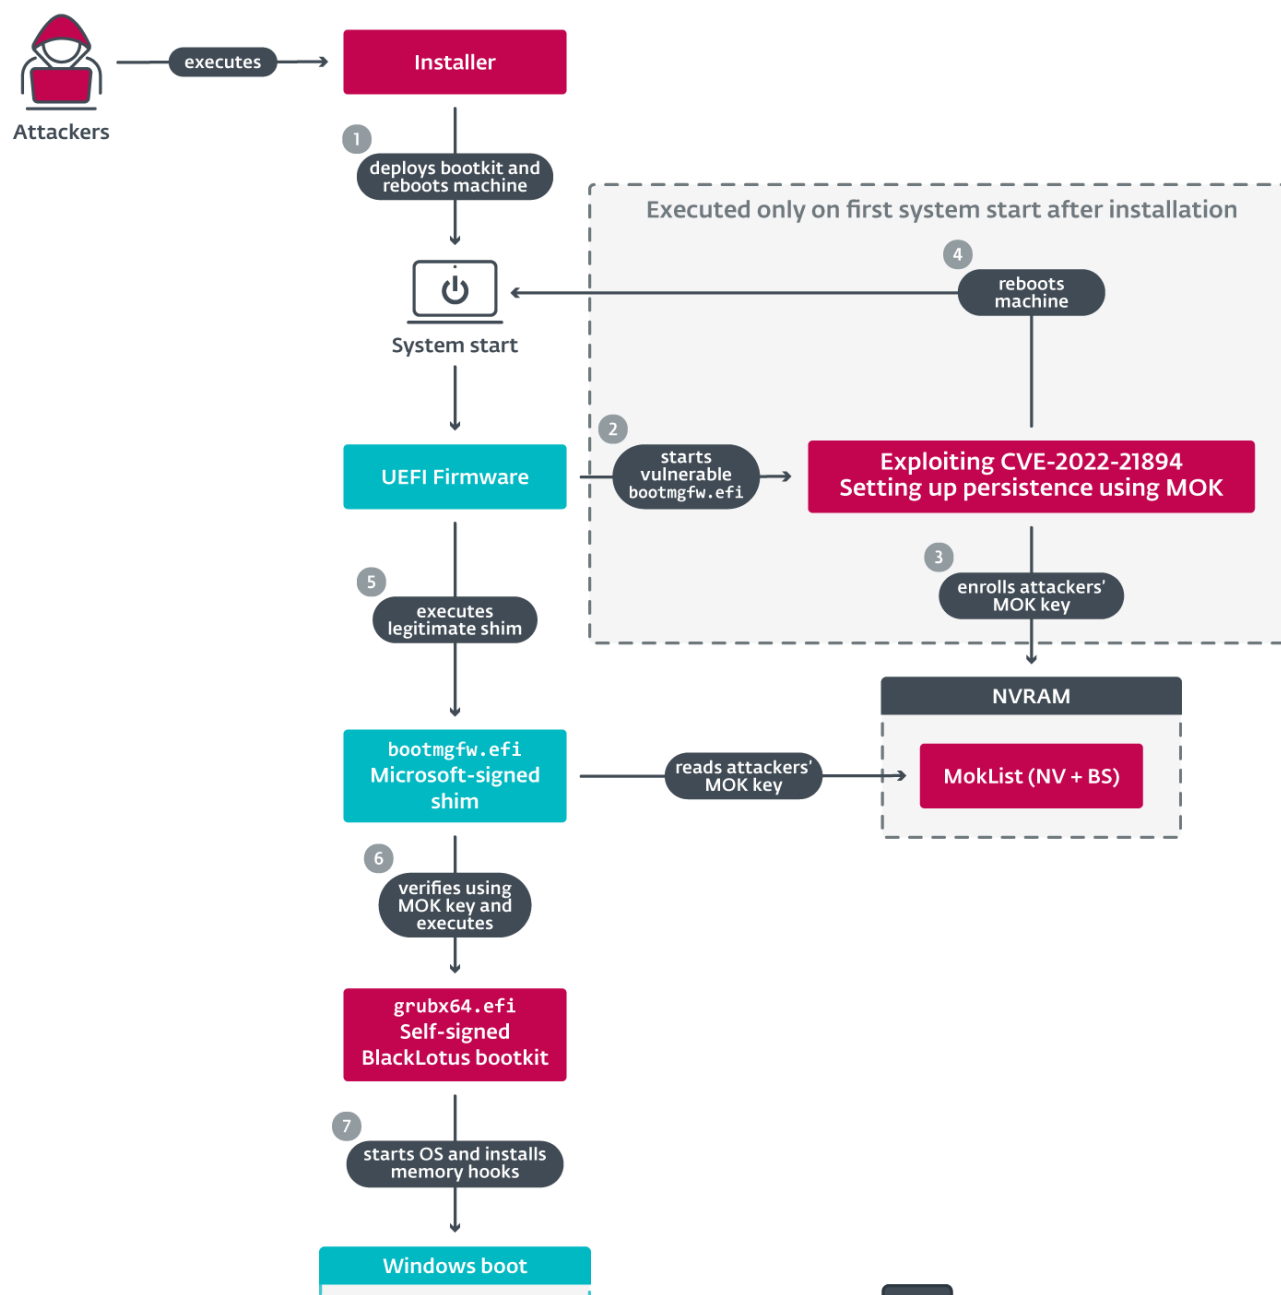 Attackers
executes
Installer
1
deploys bootkit and
reboots machine
Executed only on first system start after installation
4
reboots
machine
System start
2
starts
vulnerable
bootmgfw.efi
UEFI Firmware
Exploiting CVE-2022-21894
Setting up persistence using MOK
3
enrolls attackers’
MOK key
5
executes
legitimate shim
NVRAM
bootmgfw.efi
Microsoft-signed
shim
reads attackers’
MOK key
MokList (NV + BS)
6
verifies using
MOK key and
executes
grubx64.efi
Self-signed
BlackLotus bootkit
7
starts OS and installs
memory hooks
Windows boot